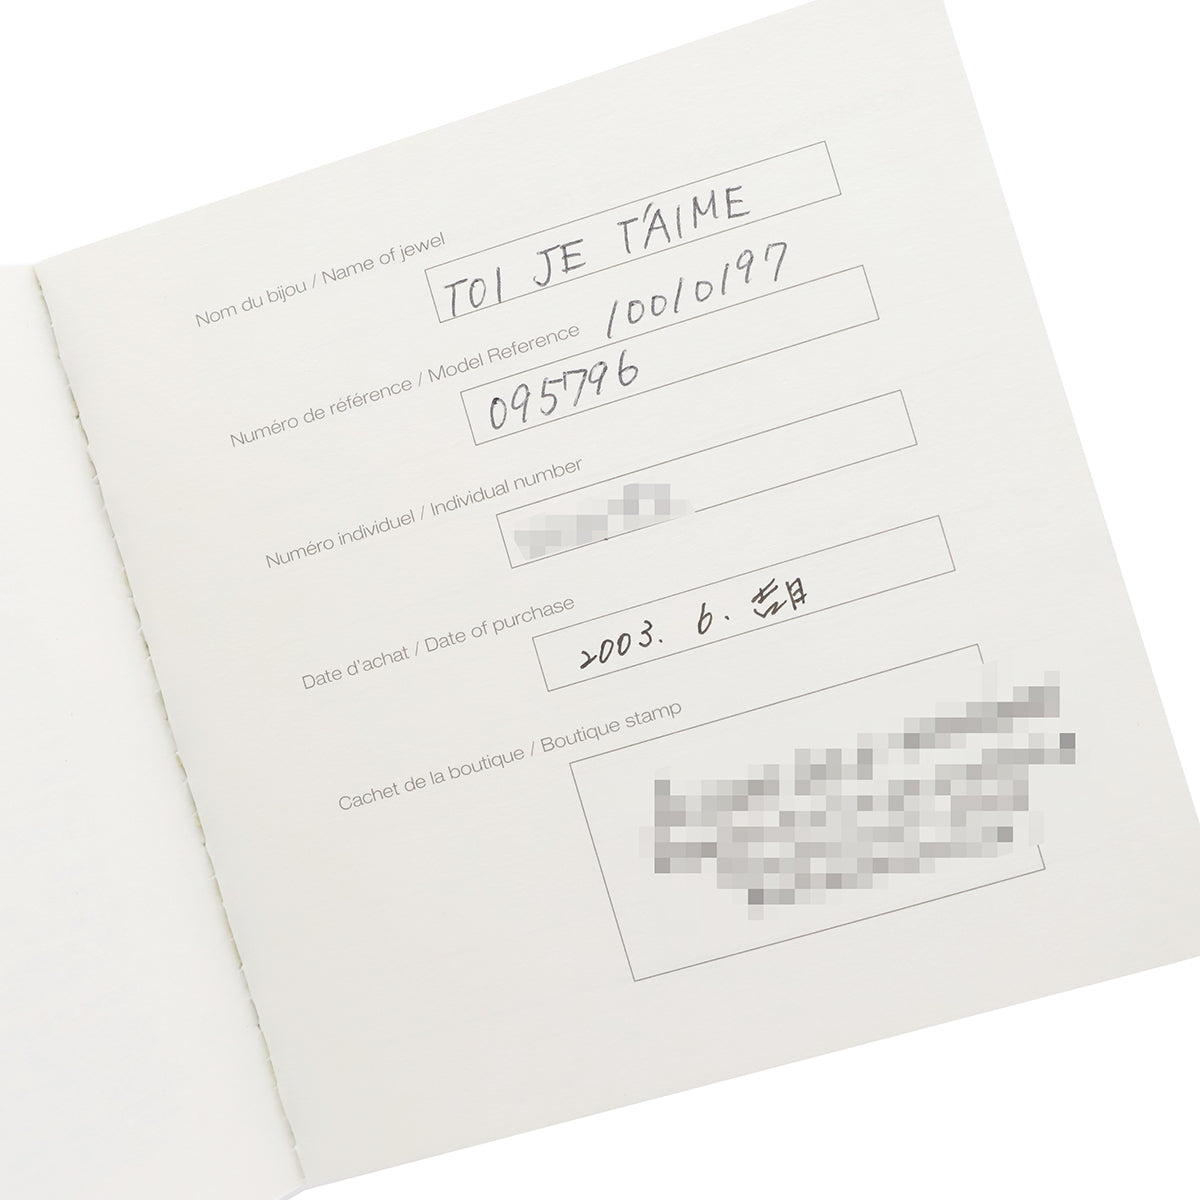 Nom du bijou / Name of jewel
TOI JE T'AIME
10010197
Numéro de référence / Model Reference
095796
Numéro individuel / Individual number
Date d'achat / Date of purchase
2003. 6. 吉日
Cachet de la boutique / Boutique stamp